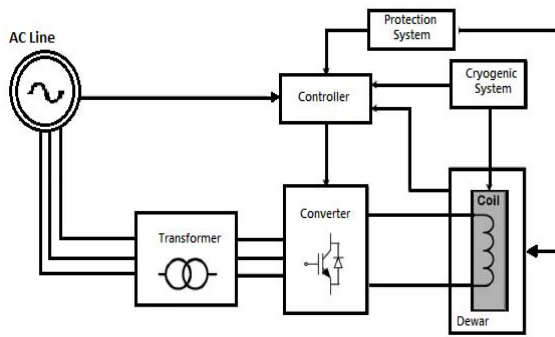 AC Line
Protection
System
Controller
Cryogenic
System
Transformer
Converter
Coil
Dewar